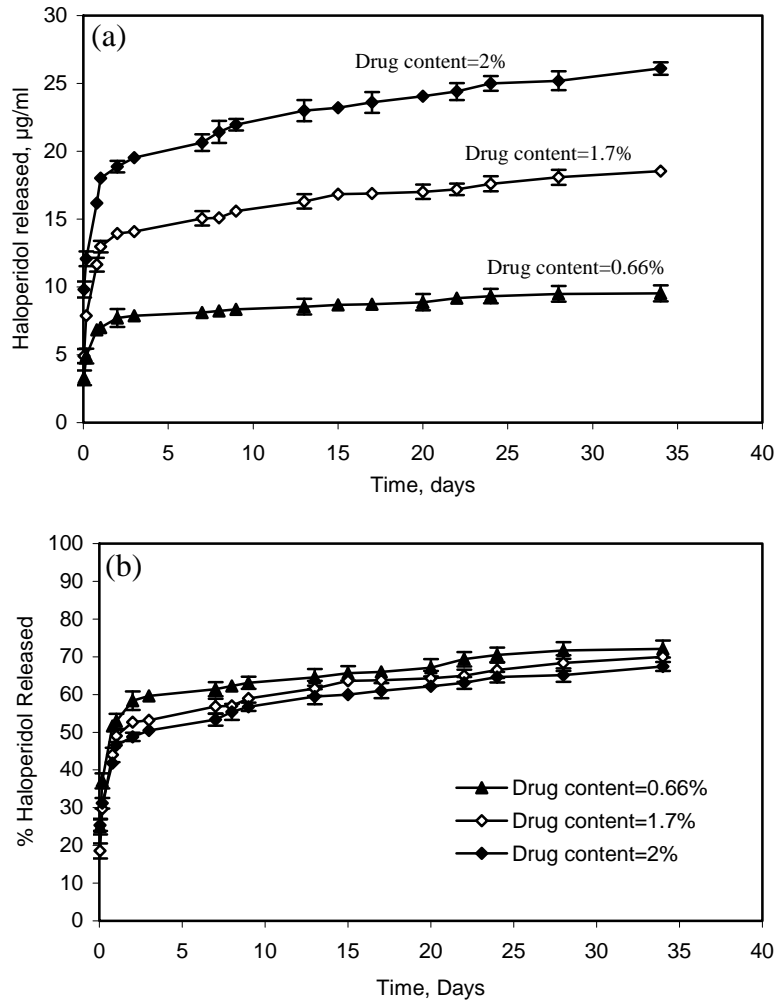 (a)
30
25
20
15
10
5
0
Haloperidol released, µg/ml
Drug content=2%
Drug content=1.7%
Drug content=0.66%
0 5 10 15 20 25 30 35 40
Time, days
(b)
100
90
80
70
60
50
40
30
20
10
0
% Haloperidol Released
Drug content=0.66%
Drug content=1.7%
Drug content=2%
0 5 10 15 20 25 30 35 40
Time, Days